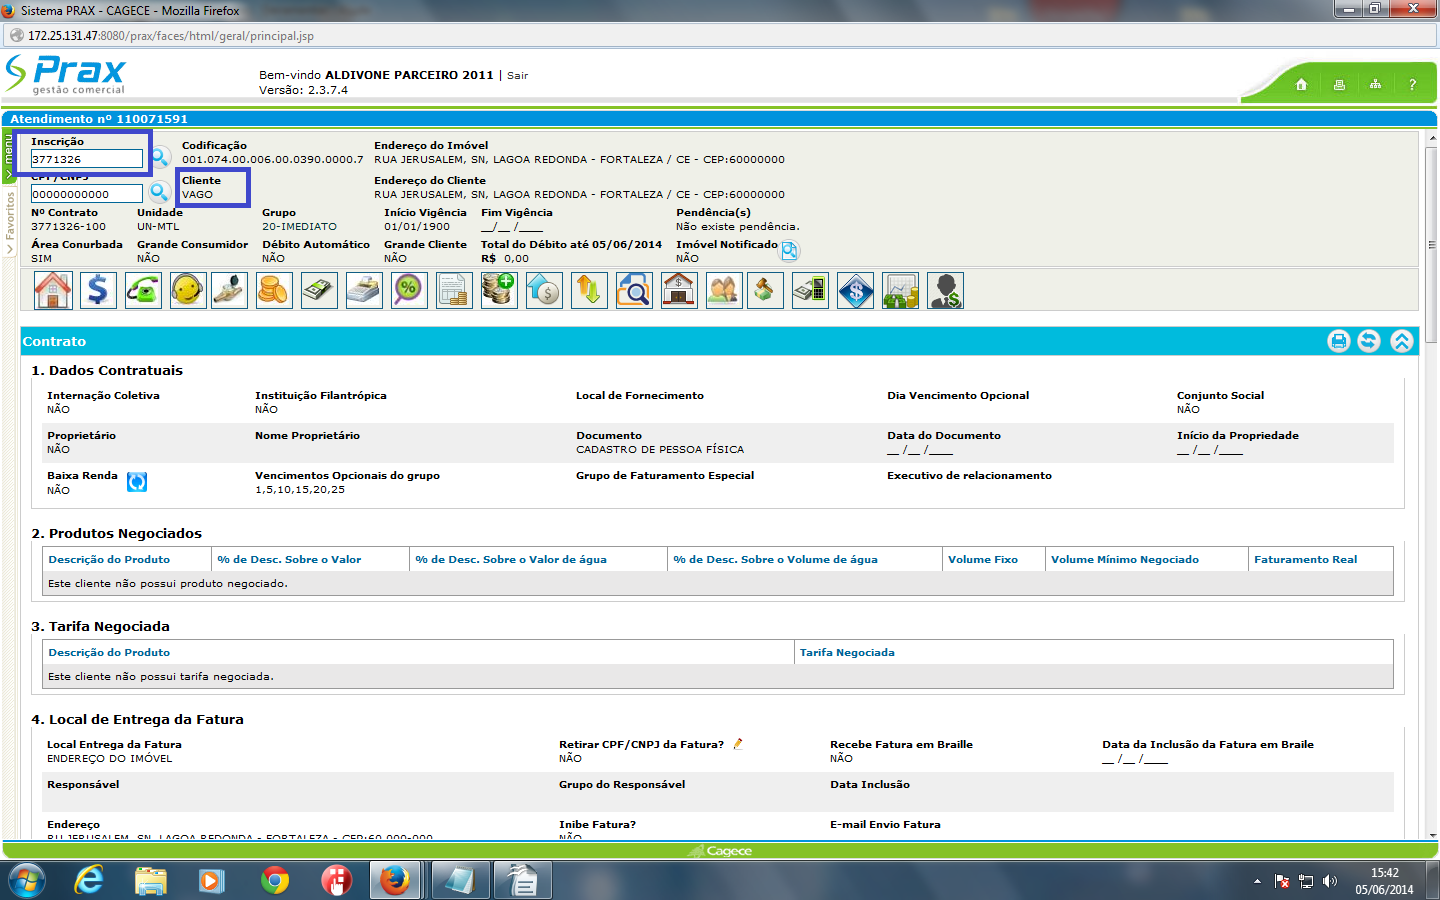 Sistema PRAX - CAGECE - Mozilla Firefox
172.25.131.47:8080/prax/faces/html/geral/principal.jsp
Prax
gestão comercial
Bem-vindo ALDIVONE PARCEIRO 2011 | Sair
Versão: 2.3.7.4
?
Atendimento nº 110071591
menu
Favoritos
Inscrição Codificação Endereço do Imóvel
3771326 001.074.00.006.00.0390.0000.7 RUA JERUSALEM, SN, LAGOA REDONDA - FORTALEZA / CE - CEP:60000000
CPF/CNPJ Cliente Endereço do Cliente
00000000000 VAGO RUA JERUSALEM, SN, LAGOA REDONDA - FORTALEZA / CE - CEP:60000000
Nº Contrato Unidade Grupo Início Vigência Fim Vigência Pendência(s)
3771326-100 UN-MTL 20-IMEDIATO 01/01/1900 __/__ /____ Não existe pendência.
Área Conurbada Grande Consumidor Débito Automático Grande Cliente Total do Débito até 05/06/2014 Imóvel Notificado
SIM NÃO NÃO NÃO R$ 0,00 NÃO
Contrato
1. Dados Contratuais
Internação Coletiva Instituição Filantrópica Local de Fornecimento Dia Vencimento Opcional Conjunto Social
NÃO NÃO NÃO
Proprietário Nome Proprietário Documento Data do Documento Início da Propriedade
NÃO CADASTRO DE PESSOA FÍSICA __ /__ /____ __ /__ /____
Baixa Renda Vencimentos Opcionais do grupo Grupo de Faturamento Especial Executivo de relacionamento
NÃO 1,5,10,15,20,25
2. Produtos Negociados
Descrição do Produto % de Desc. Sobre o Valor % de Desc. Sobre o Valor de água % de Desc. Sobre o Volume de água Volume Fixo Volume Mínimo Negociado Faturamento Real
Este cliente não possui produto negociado.
3. Tarifa Negociada
Descrição do Produto Tarifa Negociada
Este cliente não possui tarifa negociada.
4. Local de Entrega da Fatura
Local Entrega da Fatura Retirar CPF/CNPJ da Fatura? Recebe Fatura em Braille Data da Inclusão da Fatura em Braile
ENDEREÇO DO IMÓVEL NÃO NÃO __ /__ /____
Responsável Grupo do Responsável Data Inclusão
Endereço Inibe Fatura? E-mail Envio Fatura
RU JERUSALEM, SN, LAGOA REDONDA - FORTALEZA - CEP:60.000-000 NÃO
Cagece
15:42
05/06/2014